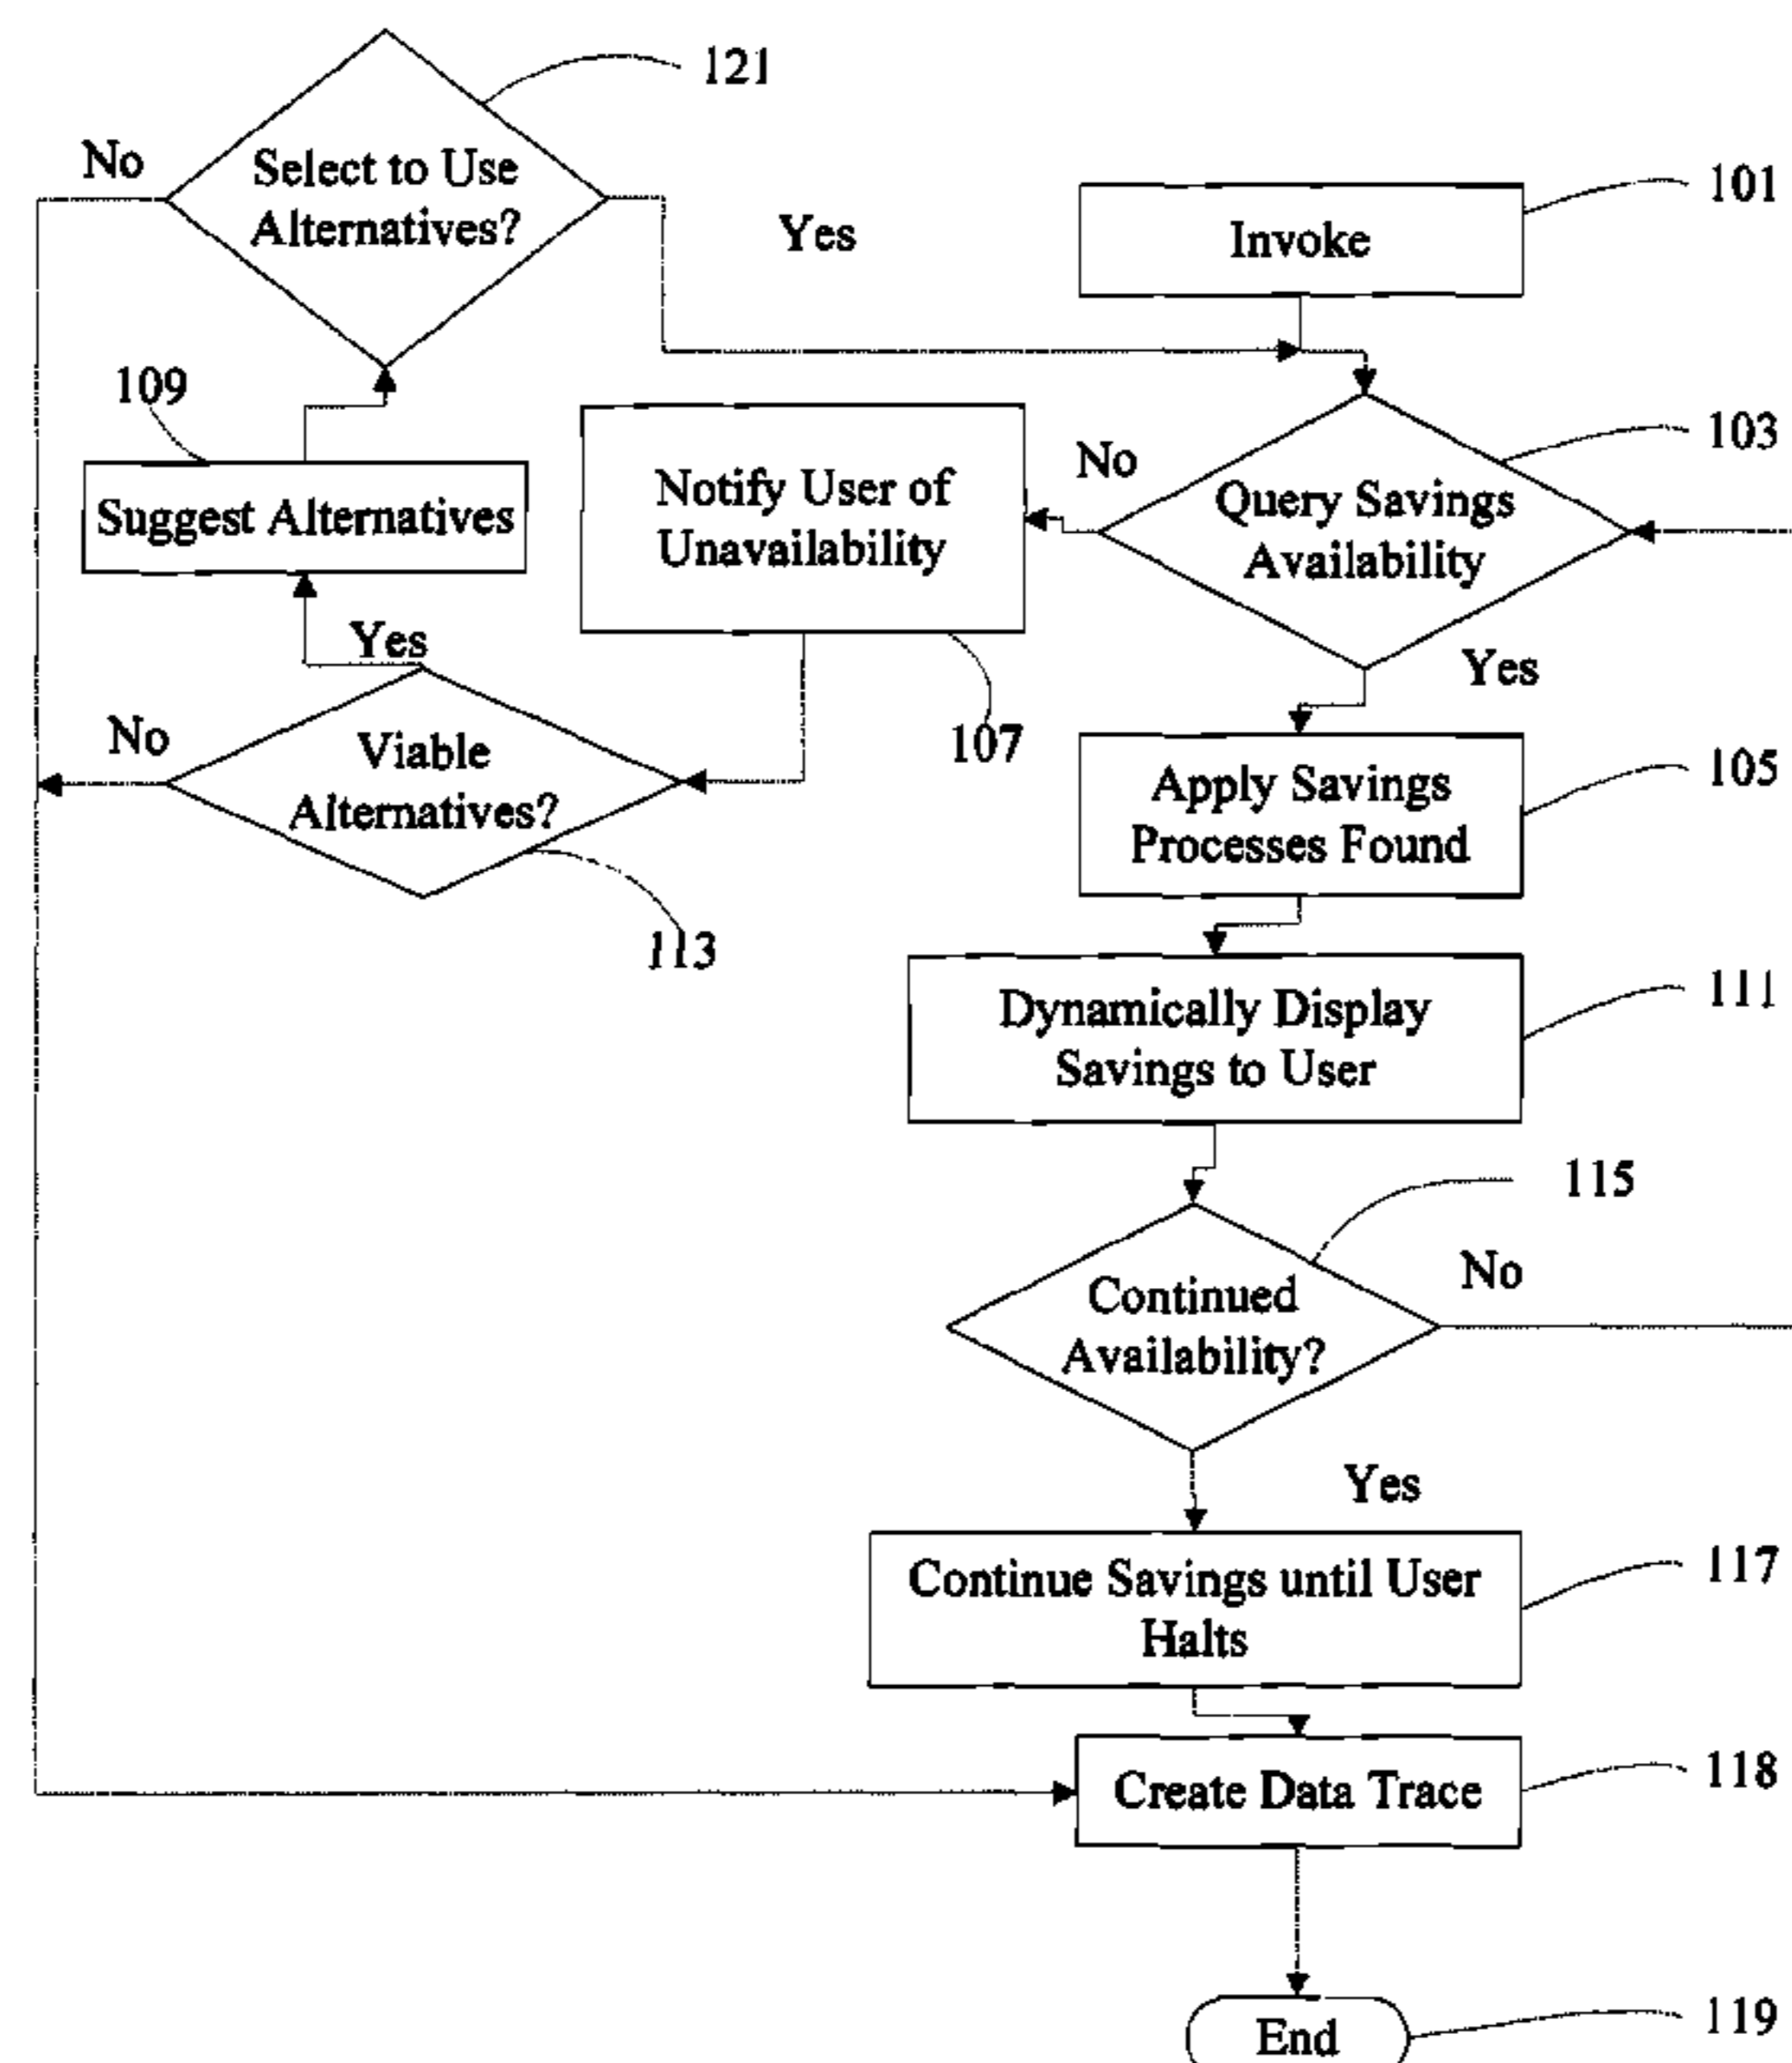 121
No
Select to Use
Alternatives?
Yes
101
Invoke
109
103
No
Notify User of
Unavailability
Query Savings
Availability
Suggest Alternatives
Yes
Yes
No
Viable
Alternatives?
107
105
Apply Savings
Processes Found
113
111
Dynamically Display
Savings to User
115
No
Continued
Availability?
Yes
117
Continue Savings until User
Halts
118
Create Data Trace
119
End